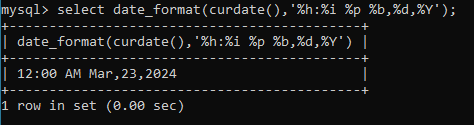 mysql> select date_format(curdate(),'%h:%i %p %b,%d,%Y');
+--------------------------------------------+
| date_format(curdate(),'%h:%i %p %b,%d,%Y') |
+--------------------------------------------+
| 12:00 AM Mar,23,2024                       |
+--------------------------------------------+
1 row in set (0.00 sec)